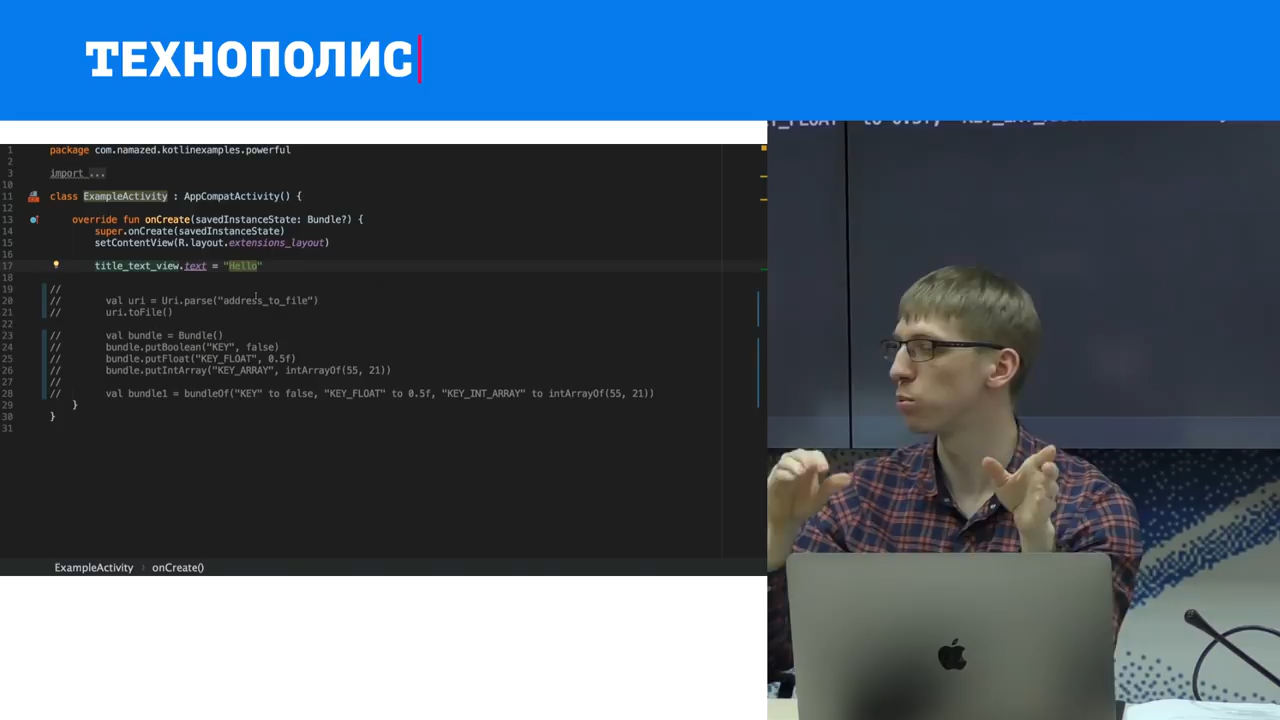 ТЕХНОПОЛИС
1 package com.namazed.kotlinexamples.powerful
2
3 import ...
10
11 class ExampleActivity : AppCompatActivity() {
12
13 override fun onCreate(savedInstanceState: Bundle?) {
14 super.onCreate(savedInstanceState)
15 setContentView(R.layout.extensions_layout)
16
17 title_text_view.text = "Hello"
18
19 //
20 // val uri = Uri.parse("address_to_file")
21 // uri.toFile()
22
23 // val bundle = Bundle()
24 // bundle.putBoolean("KEY", false)
25 // bundle.putFloat("KEY_FLOAT", 0.5f)
26 // bundle.putIntArray("KEY_ARRAY", intArrayOf(55, 21))
27 //
28 // val bundle1 = bundleOf("KEY" to false, "KEY_FLOAT" to 0.5f, "KEY_INT_ARRAY" to intArrayOf(55, 21))
29 }
30 }
31
ExampleActivity › onCreate()